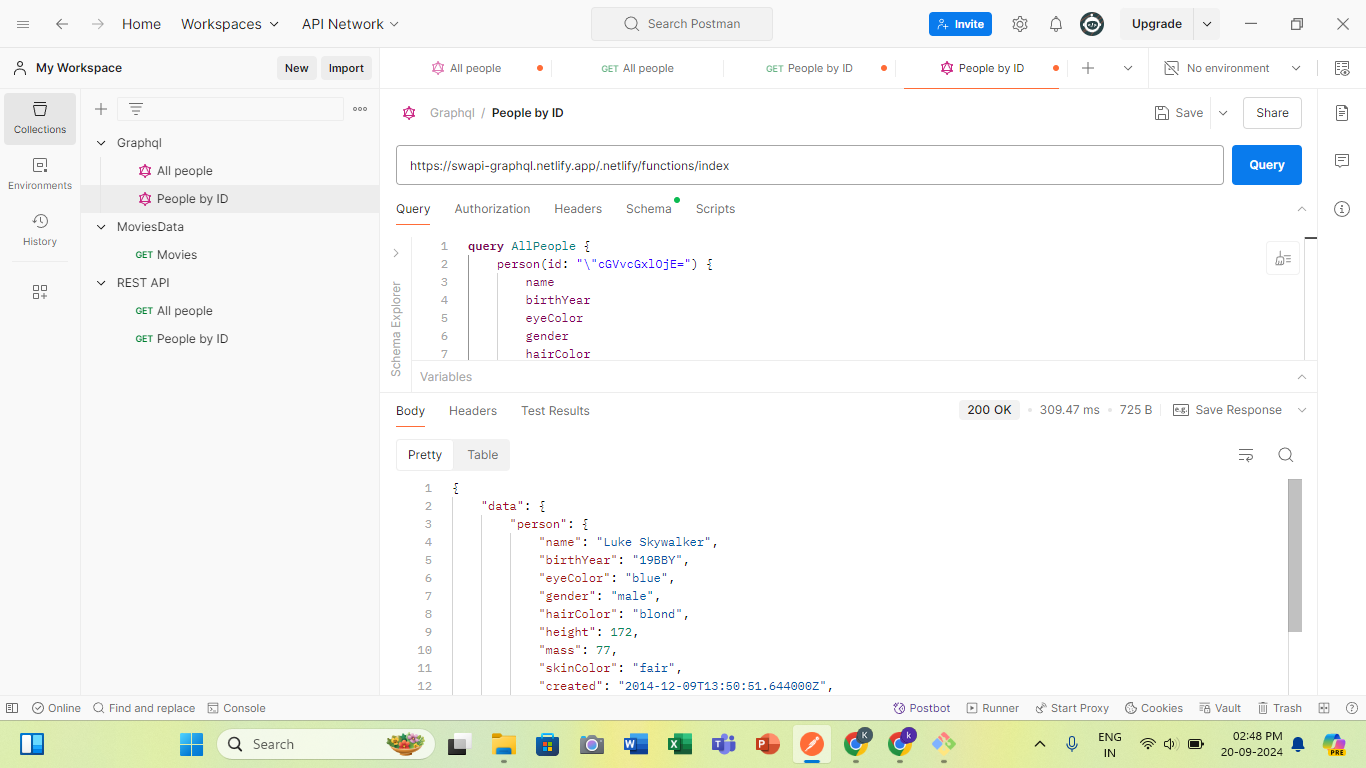 Home Workspaces API Network Search Postman Invite Upgrade
My Workspace New Import All people GET All people GET People by ID People by ID No environment
Collections
Environments
History
Graphql
All people
People by ID
MoviesData
GET Movies
REST API
GET All people
GET People by ID
Graphql / People by ID Save Share
https://swapi-graphql.netlify.app/.netlify/functions/index Query
Query Authorization Headers Schema Scripts
Schema Explorer
1 query AllPeople {
2 person(id: "\"cGVvcGxlOjE=") {
3 name
4 birthYear
5 eyeColor
6 gender
7 hairColor
Variables
Body Headers Test Results 200 OK • 309.47 ms • 725 B e.g. Save Response
Pretty Table
1 {
2 "data": {
3 "person": {
4 "name": "Luke Skywalker",
5 "birthYear": "19BBY",
6 "eyeColor": "blue",
7 "gender": "male",
8 "hairColor": "blond",
9 "height": 172,
10 "mass": 77,
11 "skinColor": "fair",
12 "created": "2014-12-09T13:50:51.644000Z",
Online Find and replace Console Postbot Runner Start Proxy Cookies Vault Trash
Search K k ENG 02:48 PM
IN 20-09-2024 PRE